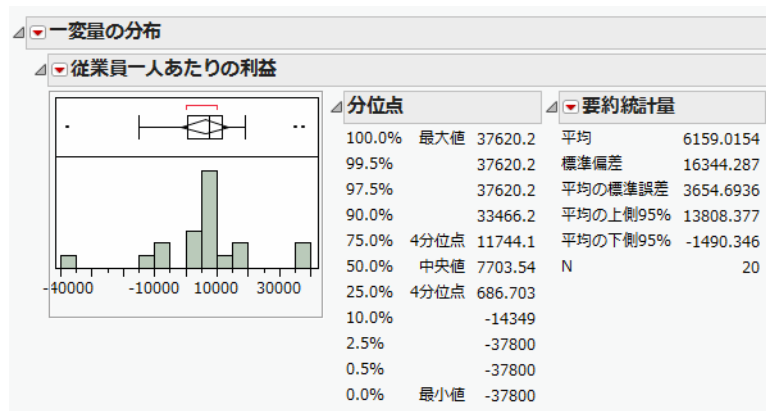 一変量の分布
従業員一人あたりの利益
-40000 -10000 10000 30000
分位点
100.0% 最大値 37620.2
99.5% 37620.2
97.5% 37620.2
90.0% 33466.2
75.0% 4分位点 11744.1
50.0% 中央値 7703.54
25.0% 4分位点 686.703
10.0% -14349
2.5% -37800
0.5% -37800
0.0% 最小値 -37800
要約統計量
平均 6159.0154
標準偏差 16344.287
平均の標準誤差 3654.6936
平均の上側95% 13808.377
平均の下側95% -1490.346
N 20